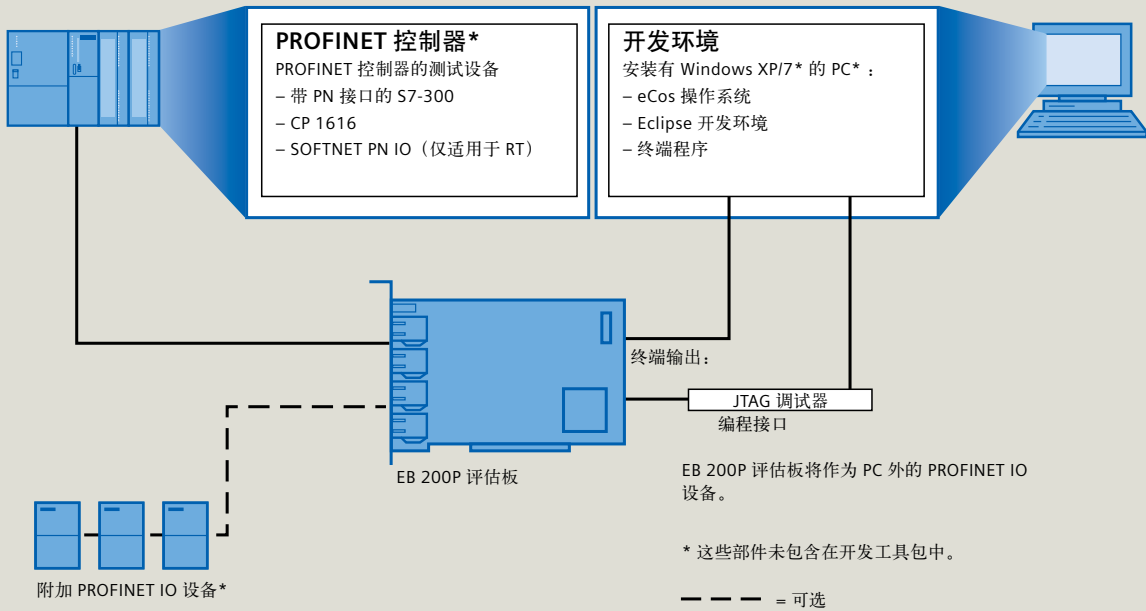 PROFINET 控制器*
PROFINET 控制器的测试设备
– 带 PN 接口的 S7-300
– CP 1616
– SOFTNET PN IO（仅适用于 RT）
开发环境
安装有 Windows XP/7* 的 PC* ：
– eCos 操作系统
– Eclipse 开发环境
– 终端程序
终端输出：
JTAG 调试器
编程接口
EB 200P 评估板
EB 200P 评估板将作为 PC 外的 PROFINET IO
设备。
* 这些部件未包含在开发工具包中。
附加 PROFINET IO 设备*
= 可选